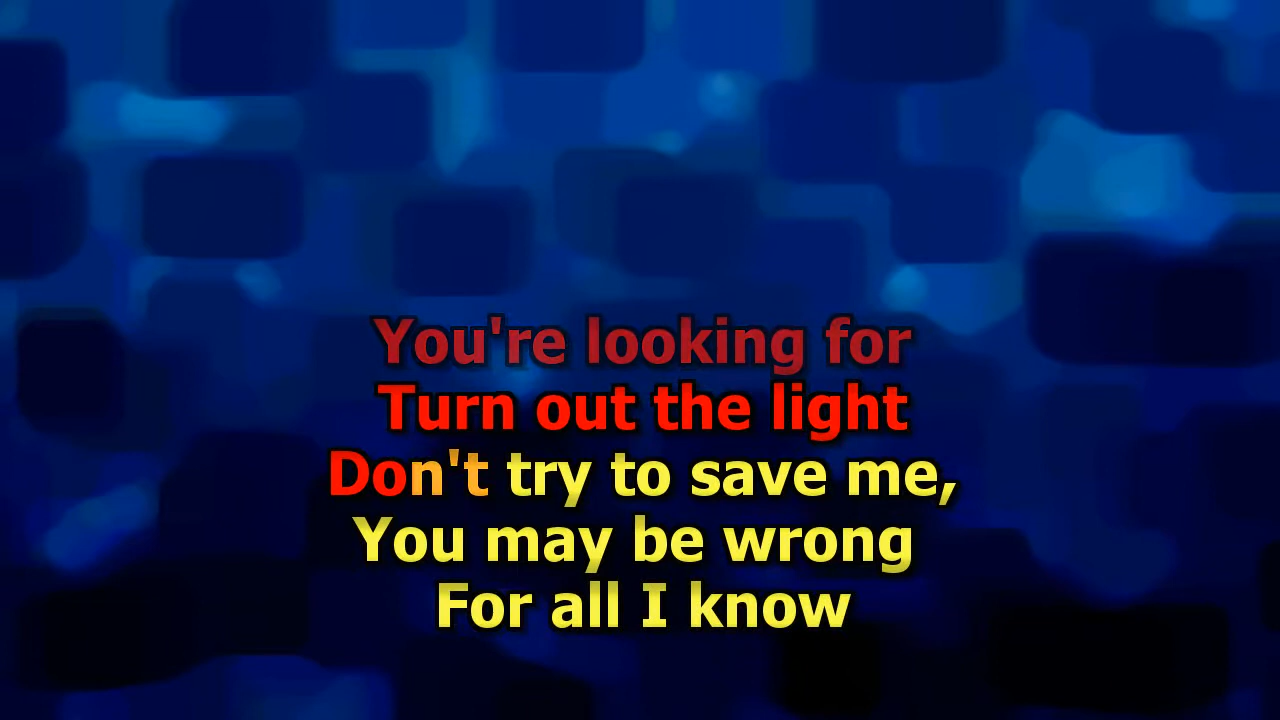 You're looking for
Turn out the light
Don't try to save me,
You may be wrong
For all I know